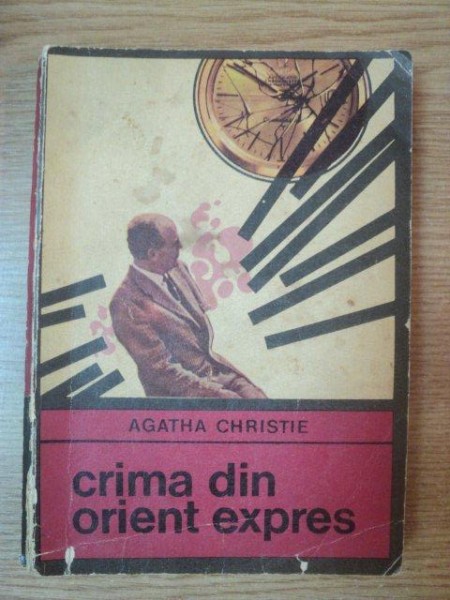 AGATHA CHRISTIE
crima din
orient expres